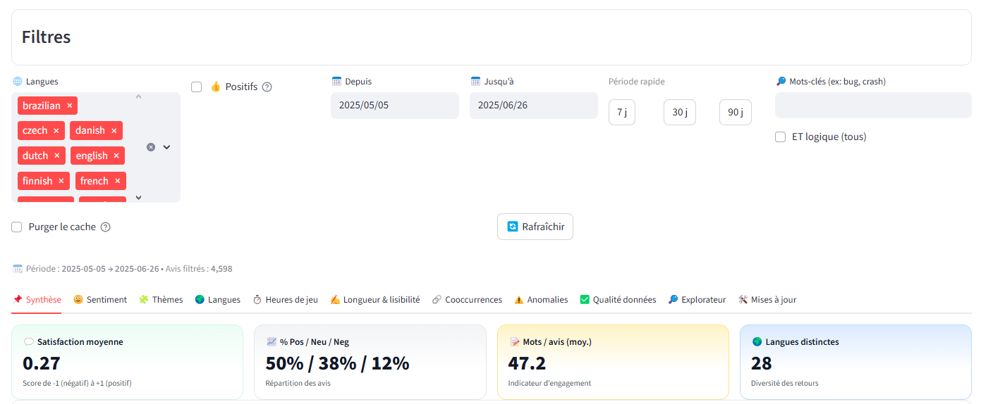 Filtres
🌐 Langues
brazilian ×
czech × danish ×
dutch × english ×
finnish × french ×
👍 Positifs
📅 Depuis
2025/05/05
📅 Jusqu'à
2025/06/26
Période rapide
7 j 30 j 90 j
🔎 Mots-clés (ex: bug, crash)
ET logique (tous)
Purger le cache
🔄 Rafraîchir
📅 Période : 2025-05-05 → 2025-06-26 • Avis filtrés : 4,598
📌 Synthèse 😀 Sentiment 🧩 Thèmes 🌍 Langues ⏱️ Heures de jeu ✍️ Longueur & lisibilité 🔗 Cooccurrences ⚠️ Anomalies ✅ Qualité données 🔎 Explorateur 🛠️ Mises à jour
💬 Satisfaction moyenne
0.27
Score de -1 (négatif) à +1 (positif)
📈 % Pos / Neu / Neg
50% / 38% / 12%
Répartition des avis
📝 Mots / avis (moy.)
47.2
Indicateur d'engagement
🌍 Langues distinctes
28
Diversité des retours